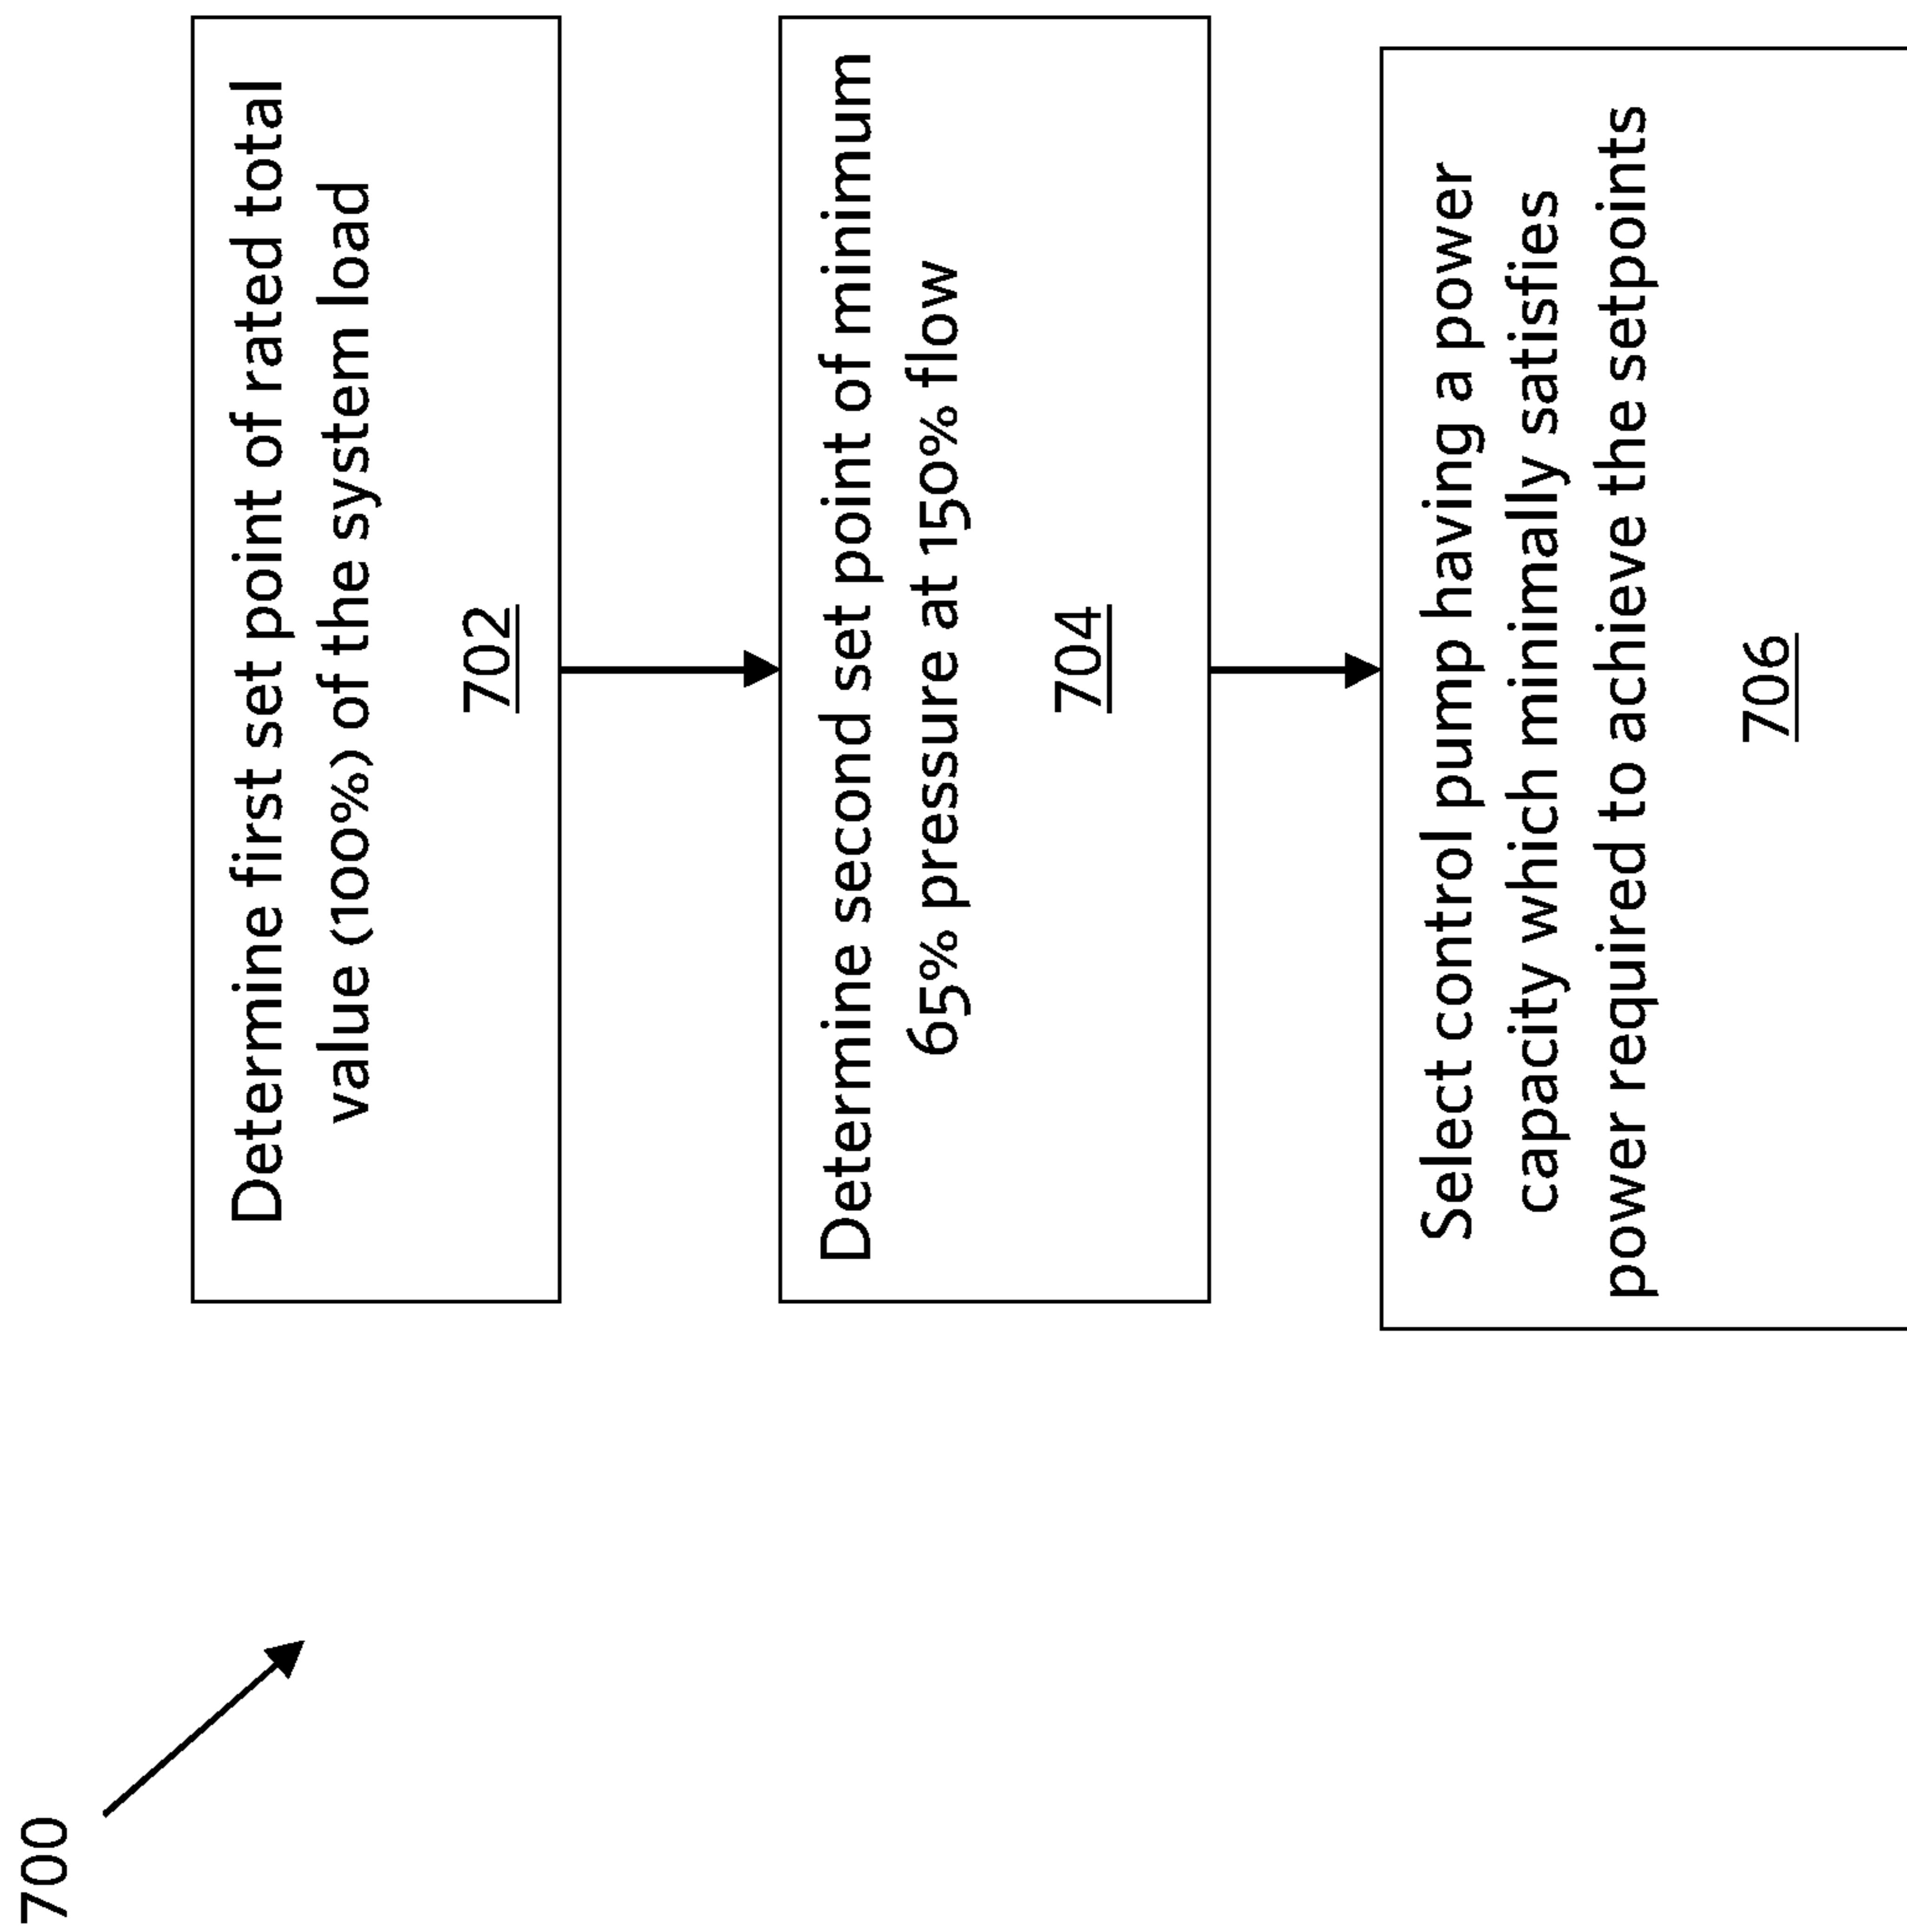 700
Determine first set point of rated total
value (100%) of the system load
702
Determine second set point of minimum
65% pressure at 150% flow
704
Select control pump having a power
capacity which minimally satisfies
power required to achieve the setpoints
706